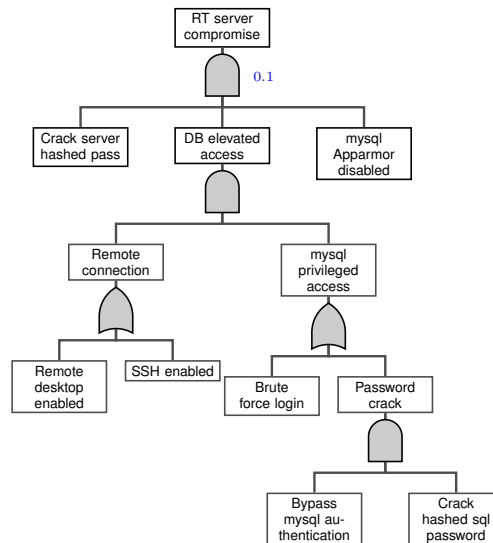 RT server
compromise
0.1
Crack server
hashed pass
DB elevated
access
mysql
Apparmor
disabled
Remote
connection
mysql
privileged
access
Remote
desktop
enabled
SSH enabled
Brute
force login
Password
crack
Bypass
mysql au-
thentication
Crack
hashed sql
password